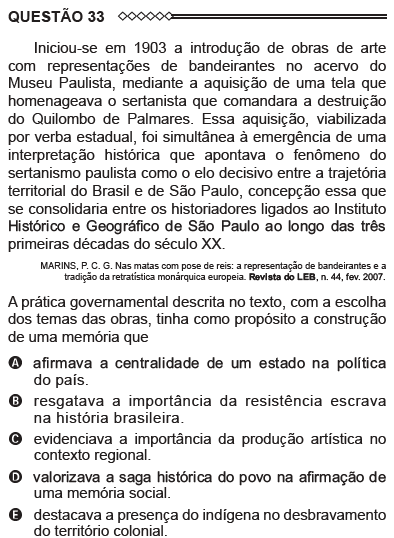 QUESTÃO 33
Iniciou-se em 1903 a introdução de obras de arte
com representações de bandeirantes no acervo do
Museu Paulista, mediante a aquisição de uma tela que
homenageava o sertanista que comandara a destruição
do Quilombo de Palmares. Essa aquisição, viabilizada
por verba estadual, foi simultânea à emergência de uma
interpretação histórica que apontava o fenômeno do
sertanismo paulista como o elo decisivo entre a trajetória
territorial do Brasil e de São Paulo, concepção essa que
se consolidaria entre os historiadores ligados ao Instituto
Histórico e Geográfico de São Paulo ao longo das três
primeiras décadas do século XX.
MARINS, P. C. G. Nas matas com pose de reis: a representação de bandeirantes e a
tradição da retratística monárquica europeia. Revista do LEB, n. 44, fev. 2007.
A prática governamental descrita no texto, com a escolha
dos temas das obras, tinha como propósito a construção
de uma memória que
A afirmava a centralidade de um estado na política
do país.
B resgatava a importância da resistência escrava
na história brasileira.
C evidenciava a importância da produção artística no
contexto regional.
D valorizava a saga histórica do povo na afirmação de
uma memória social.
E destacava a presença do indígena no desbravamento
do território colonial.